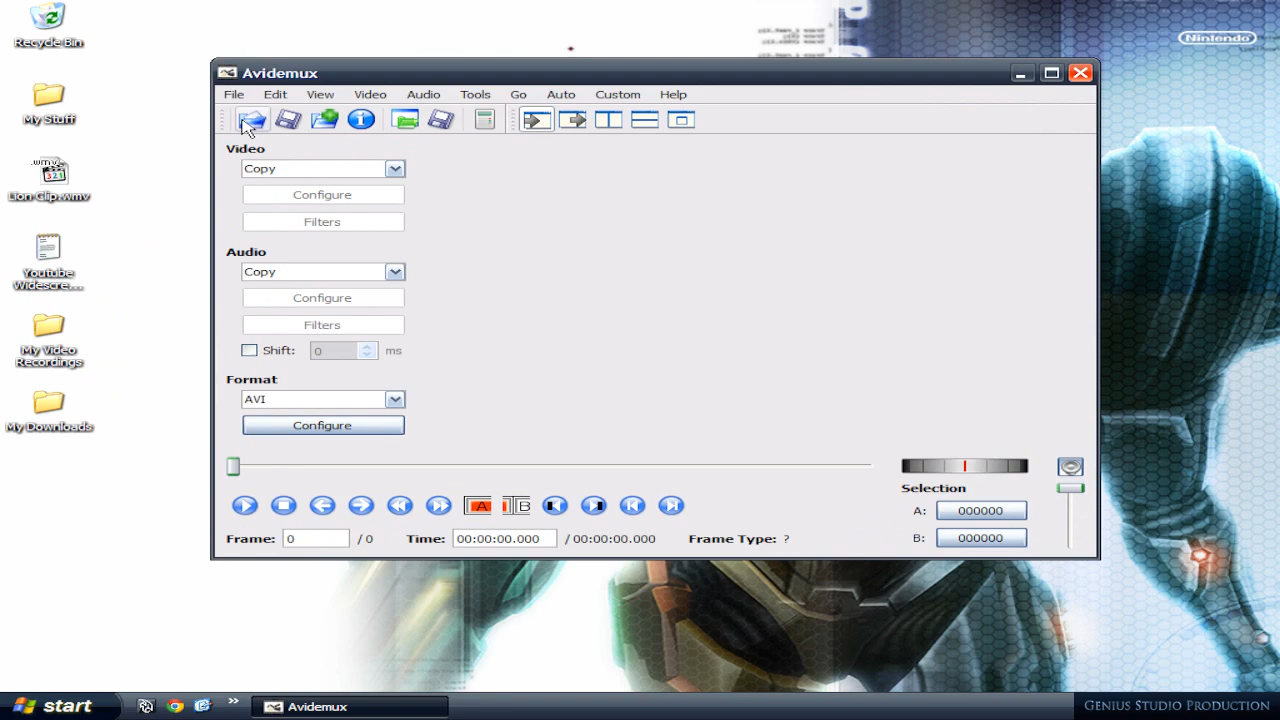 Recycle Bin
My Stuff
.wmv
321
Lion Clip.wmv
Youtube
Widescre....
My Video
Recordings
My Downloads
Nintendo
Avidemux
File Edit View Video Audio Tools Go Auto Custom Help
Video
Copy
Configure
Filters
Audio
Copy
Configure
Filters
Shift: 0 ms
Format
AVI
Configure
A B
Selection
A: 000000
B: 000000
Frame: 0 / 0 Time: 00:00:00.000 / 00:00:00.000 Frame Type: ?
start
Avidemux
Genius Studio Production